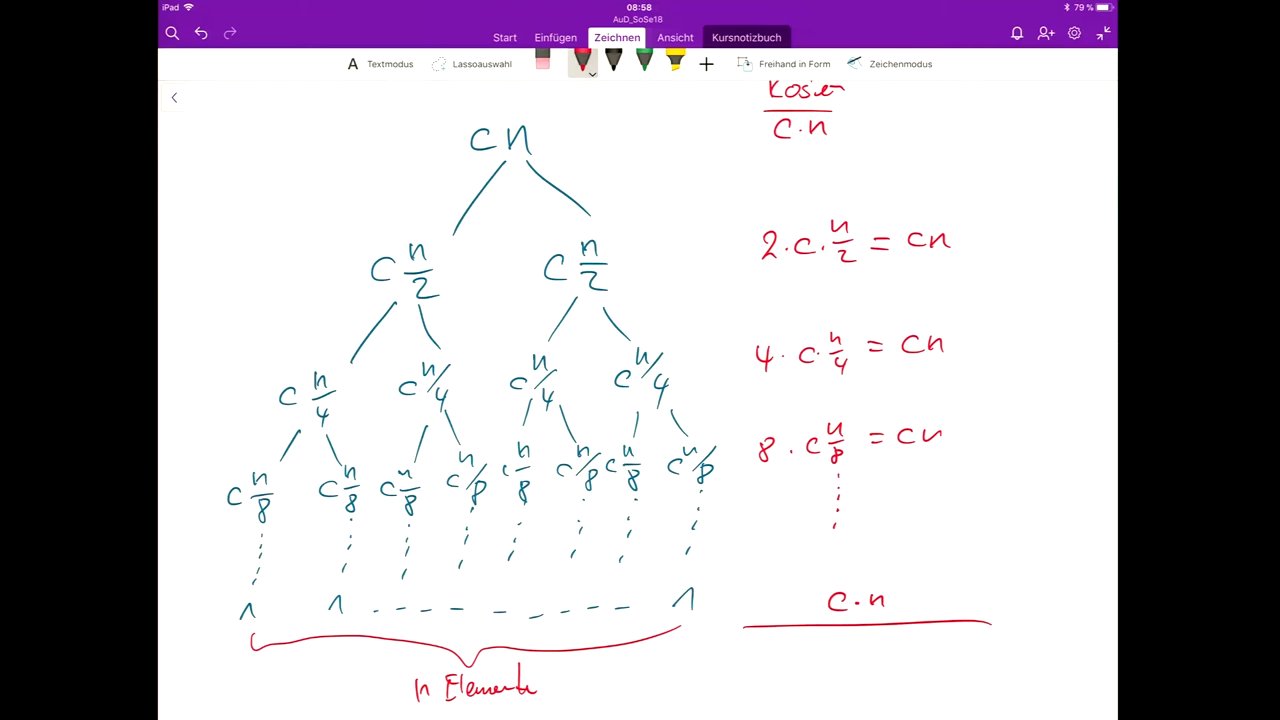 iPad 08:58 79 %
AuD_SoSe18
Start Einfügen Zeichnen Ansicht Kursnotizbuch
A Textmodus Lassoauswahl Freihand in Form Zeichenmodus
Kosten
c·n
cn
c n/2 c n/2
2·c·n/2 = cn
c n/4 c n/4 c n/4 c n/4
4·c·n/4 = cn
c n/8 c n/8 c n/8 c n/8 c n/8 c n/8 c n/8 c n/8
8·c n/8 = cn
1 1 - - - - - - - - - 1
c·n
n Elemente